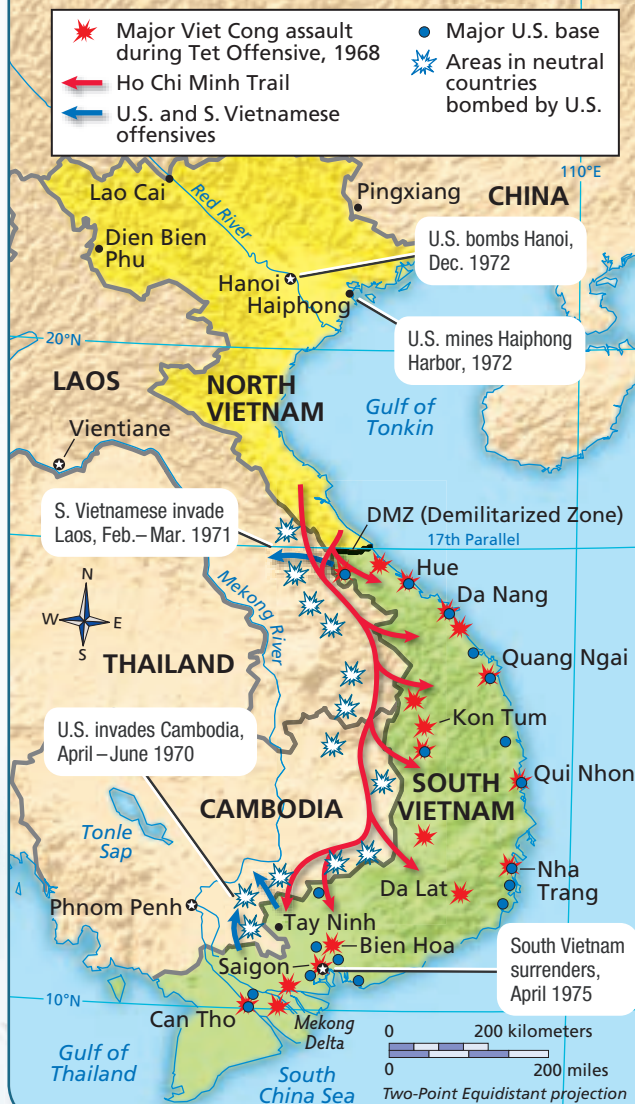 Major Viet Cong assault
during Tet Offensive, 1968
Ho Chi Minh Trail
U.S. and S. Vietnamese
offensives
Major U.S. base
Areas in neutral
countries
bombed by U.S.
110°E
Lao Cai
Red River
Pingxiang
CHINA
Dien Bien
Phu
U.S. bombs Hanoi,
Dec. 1972
Hanoi
Haiphong
U.S. mines Haiphong
Harbor, 1972
20°N
LAOS
NORTH
VIETNAM
Gulf of
Tonkin
Vientiane
S. Vietnamese invade
Laos, Feb.–Mar. 1971
DMZ (Demilitarized Zone)
17th Parallel
Hue
Da Nang
N
W
E
S
Mekong River
THAILAND
Quang Ngai
U.S. invades Cambodia,
April–June 1970
Kon Tum
SOUTH
VIETNAM
Qui Nhon
CAMBODIA
Tonle
Sap
Nha
Trang
Da Lat
Phnom Penh
Tay Ninh
Bien Hoa
Saigon
South Vietnam
surrenders,
April 1975
10°N
Can Tho
Mekong
Delta
0
200 kilometers
0
200 miles
Gulf of
Thailand
South
China Sea
Two-Point Equidistant projection